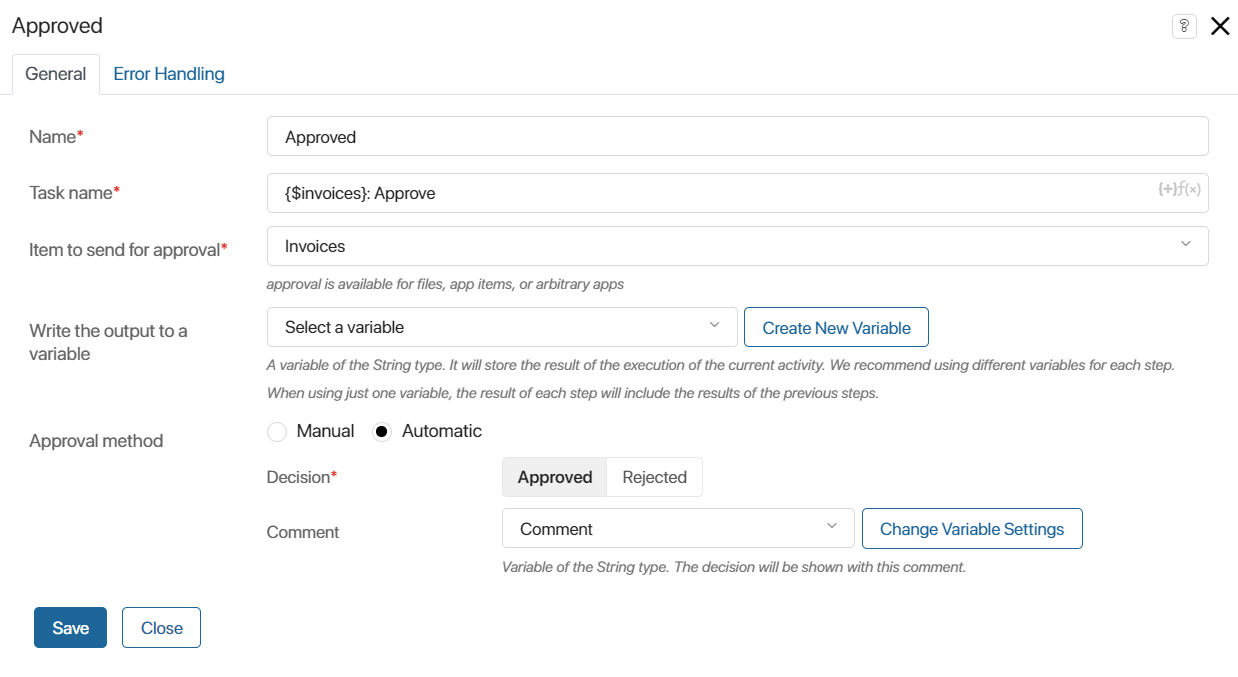 Approved
?
General Error Handling
Name*
Approved
Task name*
{$invoices}: Approve
{+}ƒ(×)
Item to send for approval*
Invoices
approval is available for files, app items, or arbitrary apps
Write the output to a
variable
Select a variable
Create New Variable
A variable of the String type. It will store the result of the execution of the current activity. We recommend using different variables for each step.
When using just one variable, the result of each step will include the results of the previous steps.
Approval method
Manual Automatic
Decision*
Approved Rejected
Comment
Comment
Change Variable Settings
Variable of the String type. The decision will be shown with this comment.
Save Close